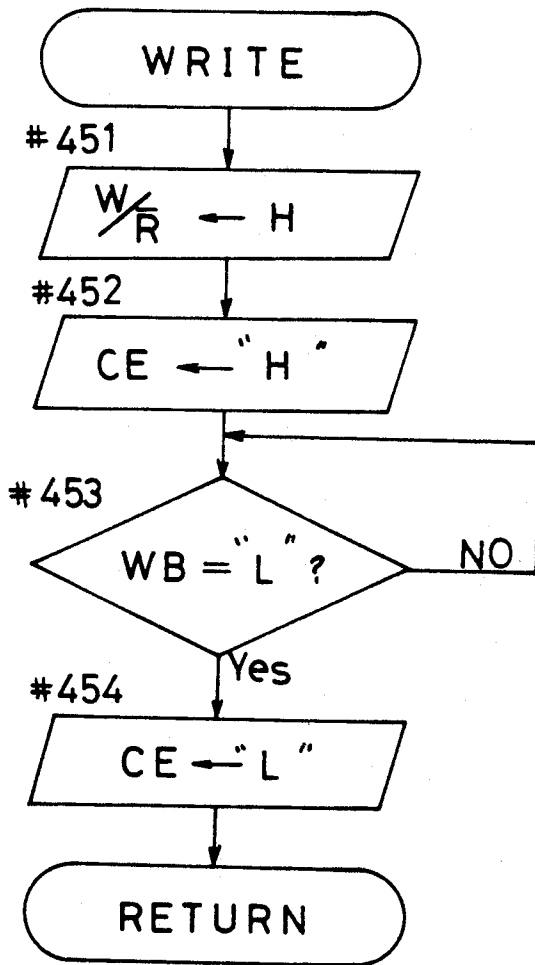 WRITE
#451
W/R̅ ← H
#452
CE ← "H"
#453
WB = "L" ?
NO
Yes
#454
CE ← "L"
RETURN